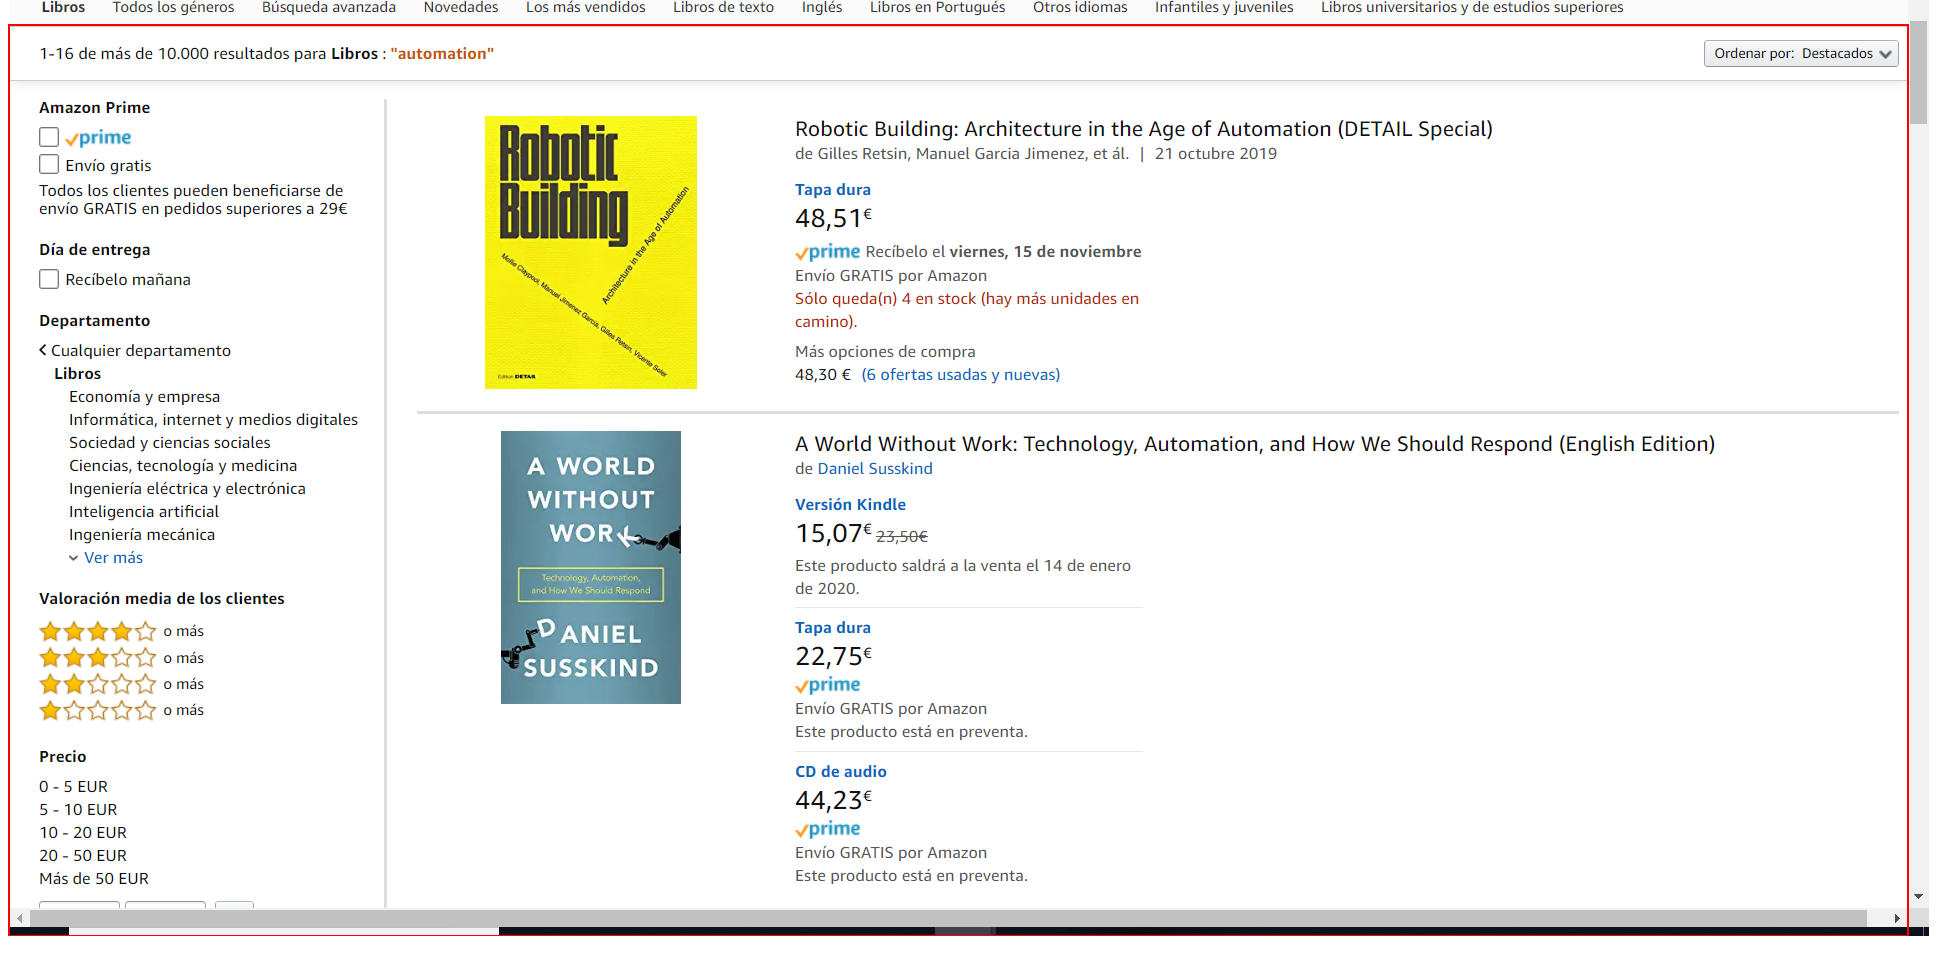 Libros Todos los géneros Búsqueda avanzada Novedades Los más vendidos Libros de texto Inglés Libros en Portugués Otros idiomas Infantiles y juveniles Libros universitarios y de estudios superiores
1-16 de más de 10.000 resultados para Libros : "automation"
Ordenar por: Destacados
Amazon Prime
prime
Envío gratis
Todos los clientes pueden beneficiarse de
envío GRATIS en pedidos superiores a 29€
Día de entrega
Recíbelo mañana
Departamento
Cualquier departamento
Libros
Economía y empresa
Informática, internet y medios digitales
Sociedad y ciencias sociales
Ciencias, tecnología y medicina
Ingeniería eléctrica y electrónica
Inteligencia artificial
Ingeniería mecánica
Ver más
Valoración media de los clientes
o más
o más
o más
o más
Precio
0 - 5 EUR
5 - 10 EUR
10 - 20 EUR
20 - 50 EUR
Más de 50 EUR
Robotic
Building
Architecture in the Age of Automation
Mollie Claypool, Manuel Jimenez Garcia, Gilles Retsin, Vicente Soler
Edition DETAIL
Robotic Building: Architecture in the Age of Automation (DETAIL Special)
de Gilles Retsin, Manuel Garcia Jimenez, et ál. | 21 octubre 2019
Tapa dura
48,51€
prime Recíbelo el viernes, 15 de noviembre
Envío GRATIS por Amazon
Sólo queda(n) 4 en stock (hay más unidades en
camino).
Más opciones de compra
48,30 € (6 ofertas usadas y nuevas)
A WORLD
WITHOUT
WORK
Technology, Automation,
and How We Should Respond
DANIEL
SUSSKIND
A World Without Work: Technology, Automation, and How We Should Respond (English Edition)
de Daniel Susskind
Versión Kindle
15,07€ 23,50€
Este producto saldrá a la venta el 14 de enero
de 2020.
Tapa dura
22,75€
prime
Envío GRATIS por Amazon
Este producto está en preventa.
CD de audio
44,23€
prime
Envío GRATIS por Amazon
Este producto está en preventa.